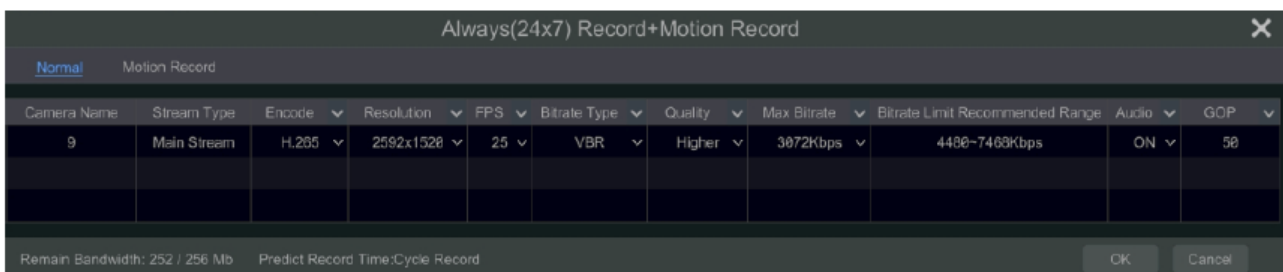 Always(24x7) Record+Motion Record
Normal Motion Record
Camera Name Stream Type Encode Resolution FPS Bitrate Type Quality Max Bitrate Bitrate Limit Recommended Range Audio GOP
9 Main Stream H.265 2592x1520 25 VBR Higher 3072Kbps 4480~7468Kbps ON 50
Remain Bandwidth: 252 / 256 Mb Predict Record Time:Cycle Record OK Cancel